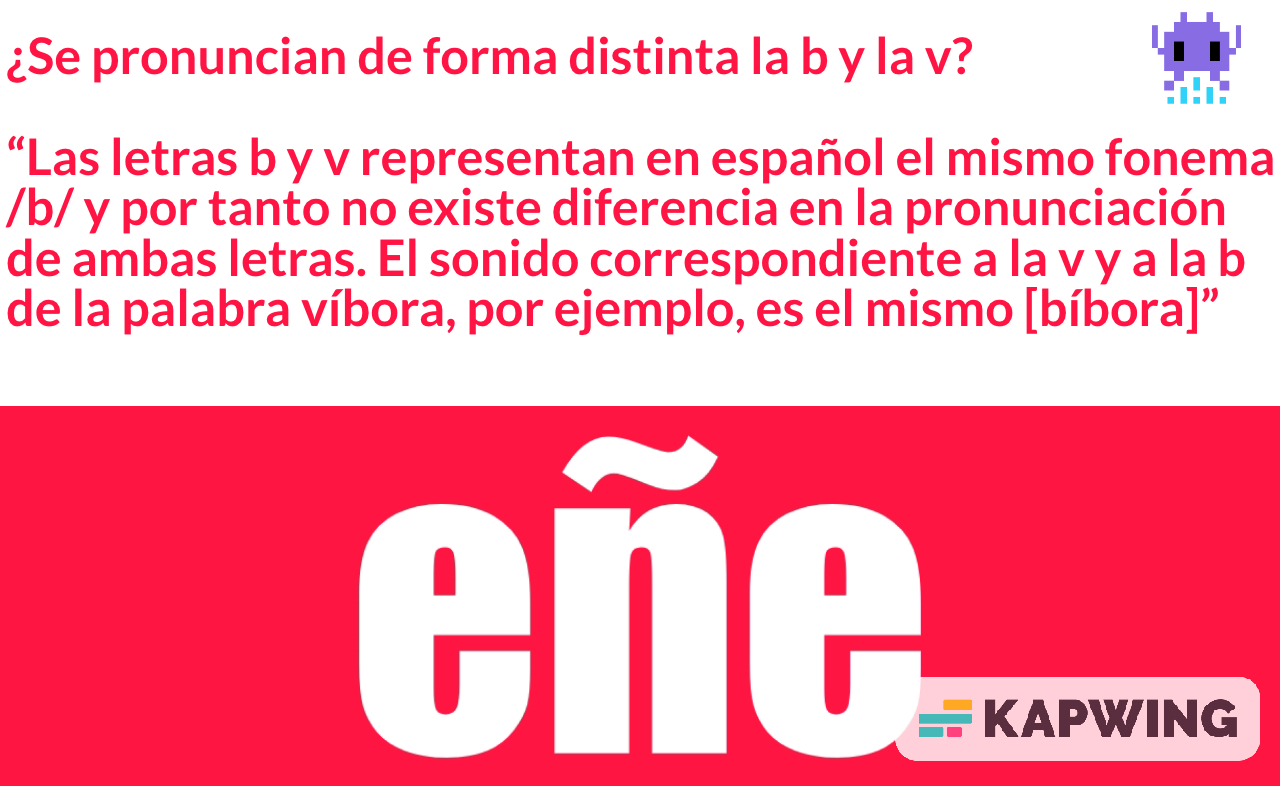 ¿Se pronuncian de forma distinta la b y la v?
“Las letras b y v representan en español el mismo fonema
/b/ y por tanto no existe diferencia en la pronunciación
de ambas letras. El sonido correspondiente a la v y a la b
de la palabra víbora, por ejemplo, es el mismo [bíbora]”
eñe
KAPWING